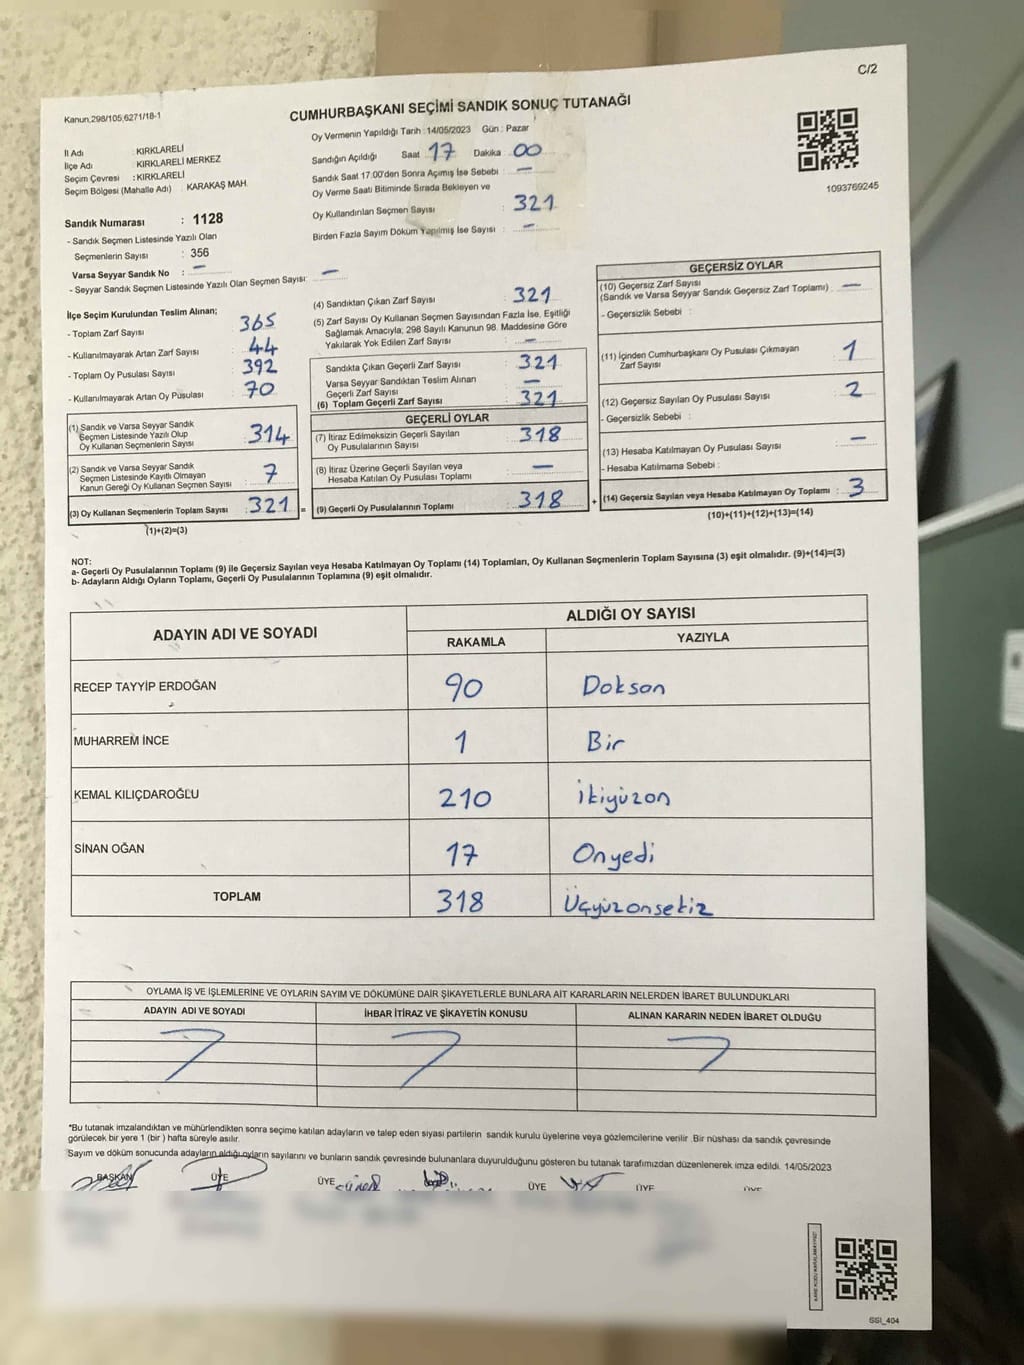 C/2
Kanun,298/105,6271/18-1
CUMHURBAŞKANI SEÇİMİ SANDIK SONUÇ TUTANAĞI
Oy Vermenin Yapıldığı Tarih : 14/05/2023 Gün : Pazar
İl Adı : KIRKLARELİ
İlçe Adı : KIRKLARELİ MERKEZ
Seçim Çevresi : KIRKLARELİ
Seçim Bölgesi (Mahalle Adı) : KARAKAŞ MAH.
Sandığın Açıldığı Saat 17 Dakika 00
Sandık Saat 17.00'den Sonra Açımış İse Sebebi : —
Oy Verme Saati Bitiminde Sırada Bekleyen ve
Oy Kullandırılan Seçmen Sayısı : 321
Birden Fazla Sayım Döküm Yapılmış İse Sayısı : —
1093769245
Sandık Numarası : 1128
- Sandık Seçmen Listesinde Yazılı Olan
Seçmenlerin Sayısı : 356
Varsa Seyyar Sandık No : —
- Seyyar Sandık Seçmen Listesinde Yazılı Olan Seçmen Sayısı: —
İlçe Seçim Kurulundan Teslim Alınan;
- Toplam Zarf Sayısı 365
- Kullanılmayarak Artan Zarf Sayısı 44
- Toplam Oy Pusulası Sayısı 392
- Kullanılmayarak Artan Oy Pusulası 70
(1) Sandık ve Varsa Seyyar Sandık
Seçmen Listesinde Yazılı Olup
Oy Kullanan Seçmenlerin Sayısı 314
(2) Sandık ve Varsa Seyyar Sandık
Seçmen Listesinde Kayıtlı Olmayan
Kanun Gereği Oy Kullanan Seçmen Sayısı 7
(3) Oy Kullanan Seçmenlerin Toplam Sayısı : 321 =
(1)+(2)=(3)
(4) Sandıktan Çıkan Zarf Sayısı 321
(5) Zarf Sayısı Oy Kullanan Seçmen Sayısından Fazla İse, Eşitliği
Sağlamak Amacıyla; 298 Sayılı Kanunun 98. Maddesine Göre
Yakılarak Yok Edilen Zarf Sayısı : —
Sandıkta Çıkan Geçerli Zarf Sayısı : 321
Varsa Seyyar Sandıktan Teslim Alınan
Geçerli Zarf Sayısı —
(6) Toplam Geçerli Zarf Sayısı : 321
GEÇERLİ OYLAR
(7) İtiraz Edilmeksizin Geçerli Sayılan
Oy Pusulalarının Sayısı : 318
(8) İtiraz Üzerine Geçerli Sayılan veya
Hesaba Katılan Oy Pusulası Toplamı : —
(9) Geçerli Oy Pusulalarının Toplamı : 318 +
GEÇERSİZ OYLAR
(10) Geçersiz Zarf Sayısı
(Sandık ve Varsa Seyyar Sandık Geçersiz Zarf Toplamı) : —
- Geçersizlik Sebebi :
(11) İçinden Cumhurbaşkanı Oy Pusulası Çıkmayan
Zarf Sayısı 1
(12) Geçersiz Sayılan Oy Pusulası Sayısı : 2
- Geçersizlik Sebebi :
(13) Hesaba Katılmayan Oy Pusulası Sayısı : —
- Hesaba Katılmama Sebebi :
(14) Geçersiz Sayılan veya Hesaba Katılmayan Oy Toplamı : 3
(10)+(11)+(12)+(13)=(14)
NOT:
a- Geçerli Oy Pusulalarının Toplamı (9) ile Geçersiz Sayılan veya Hesaba Katılmayan Oy Toplamı (14) Toplamları, Oy Kullanan Seçmenlerin Toplam Sayısına (3) eşit olmalıdır. (9)+(14)=(3)
b- Adayların Aldığı Oyların Toplamı, Geçerli Oy Pusulalarının Toplamına (9) eşit olmalıdır.
ADAYIN ADI VE SOYADI ALDIĞI OY SAYISI
RAKAMLA YAZIYLA
RECEP TAYYİP ERDOĞAN 90 Doksan
MUHARREM İNCE 1 Bir
KEMAL KILIÇDAROĞLU 210 ikiyüzon
SİNAN OĞAN 17 Onyedi
TOPLAM 318 Üçyüzonsekiz
OYLAMA İŞ VE İŞLEMLERİNE VE OYLARIN SAYIM VE DÖKÜMÜNE DAİR ŞİKAYETLERLE BUNLARA AİT KARARLARIN NELERDEN İBARET BULUNDUKLARI
ADAYIN ADI VE SOYADI İHBAR İTİRAZ VE ŞİKAYETİN KONUSU ALINAN KARARIN NEDEN İBARET OLDUĞU
*Bu tutanak imzalandıktan ve mühürlendikten sonra seçime katılan adayların ve talep eden siyasi partilerin sandık kurulu üyelerine veya gözlemcilerine verilir .Bir nüshası da sandık çevresinde
görülecek bir yere 1 (bir ) hafta süreyle asılır.
Sayım ve döküm sonucunda adayların aldığı oyların sayılarını ve bunların sandık çevresinde bulunanlara duyurulduğunu gösteren bu tutanak tarafımızdan düzenlenerek imza edildi. 14/05/2023
BAŞKAN ÜYE ÜYE ÜYE ÜYE
SSİ_404